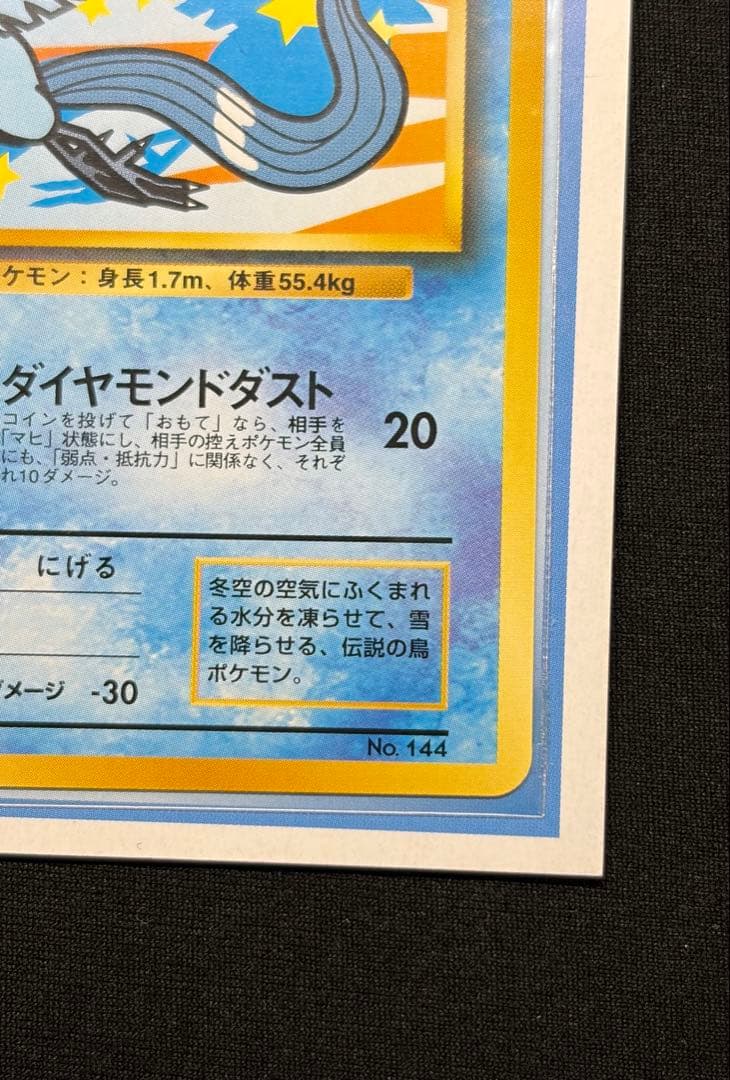 ケモン：身長1.7m、体重55.4kg
ダイヤモンドダスト
コインを投げて「おもて」なら、相手を
「マヒ」状態にし、相手の控えポケモン全員
にも、「弱点・抵抗力」に関係なく、それぞ
れ10ダメージ。
20
にげる
冬空の空気にふくまれ
る水分を凍らせて、雪
を降らせる、伝説の鳥
ポケモン。
ダメージ -30
No. 144